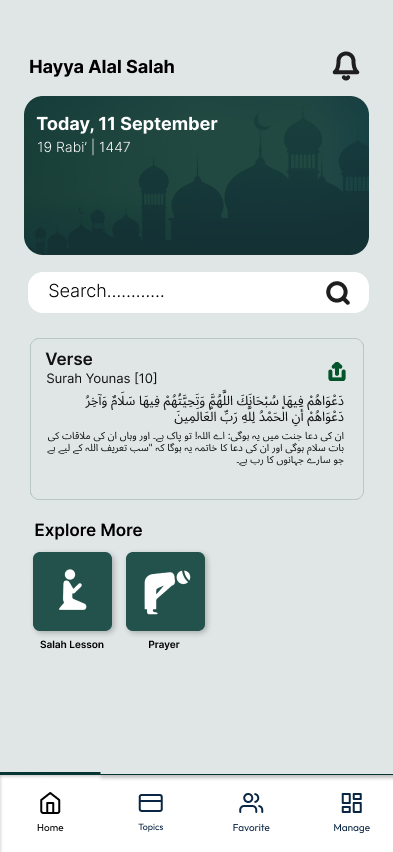 Hayya Alal Salah
Today, 11 September
19 Rabi’ | 1447
Search............
Verse
Surah Younas [10]
دَعْوَاهُمْ فِيهَا سُبْحَانَكَ اللَّهُمَّ وَتَحِيَّتُهُمْ فِيهَا سَلَامٌ وَآخِرُ
دَعْوَاهُمْ أَنِ الْحَمْدُ لِلَّهِ رَبِّ الْعَالَمِينَ
ان کی دعا جنت میں یہ ہوگی: اے اللہ! تو پاک ہے۔ اور وہاں ان کی ملاقات کی
بات سلام ہوگی اور ان کی دعا کا خاتمہ یہ ہوگا کہ "سب تعریف اللہ کے لیے ہے
جو سارے جہانوں کا رب ہے۔
Explore More
Salah Lesson
Prayer
Home
Topics
Favorite
Manage